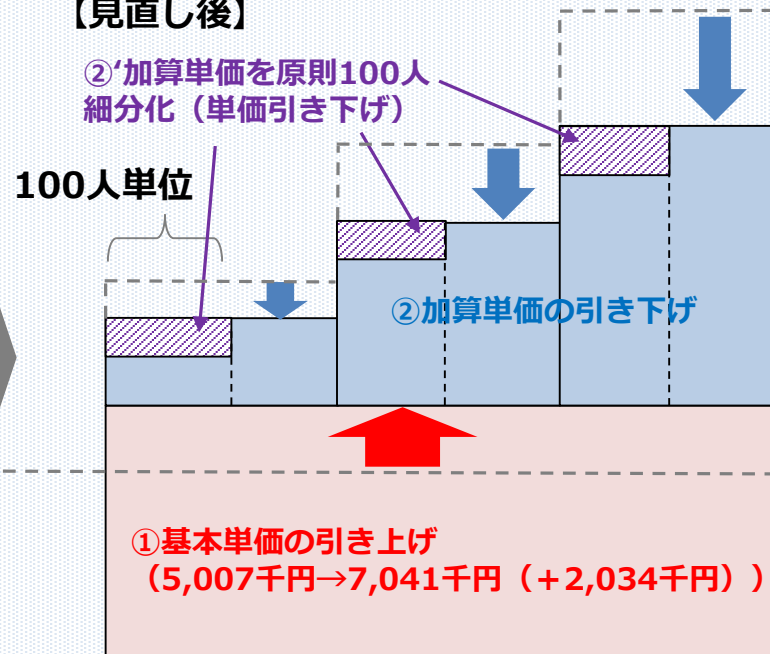 【見直し後】
②‘加算単価を原則100人
細分化（単価引き下げ）
100人単位
②加算単価の引き下げ
①基本単価の引き上げ
（5,007千円→7,041千円（+2,034千円））